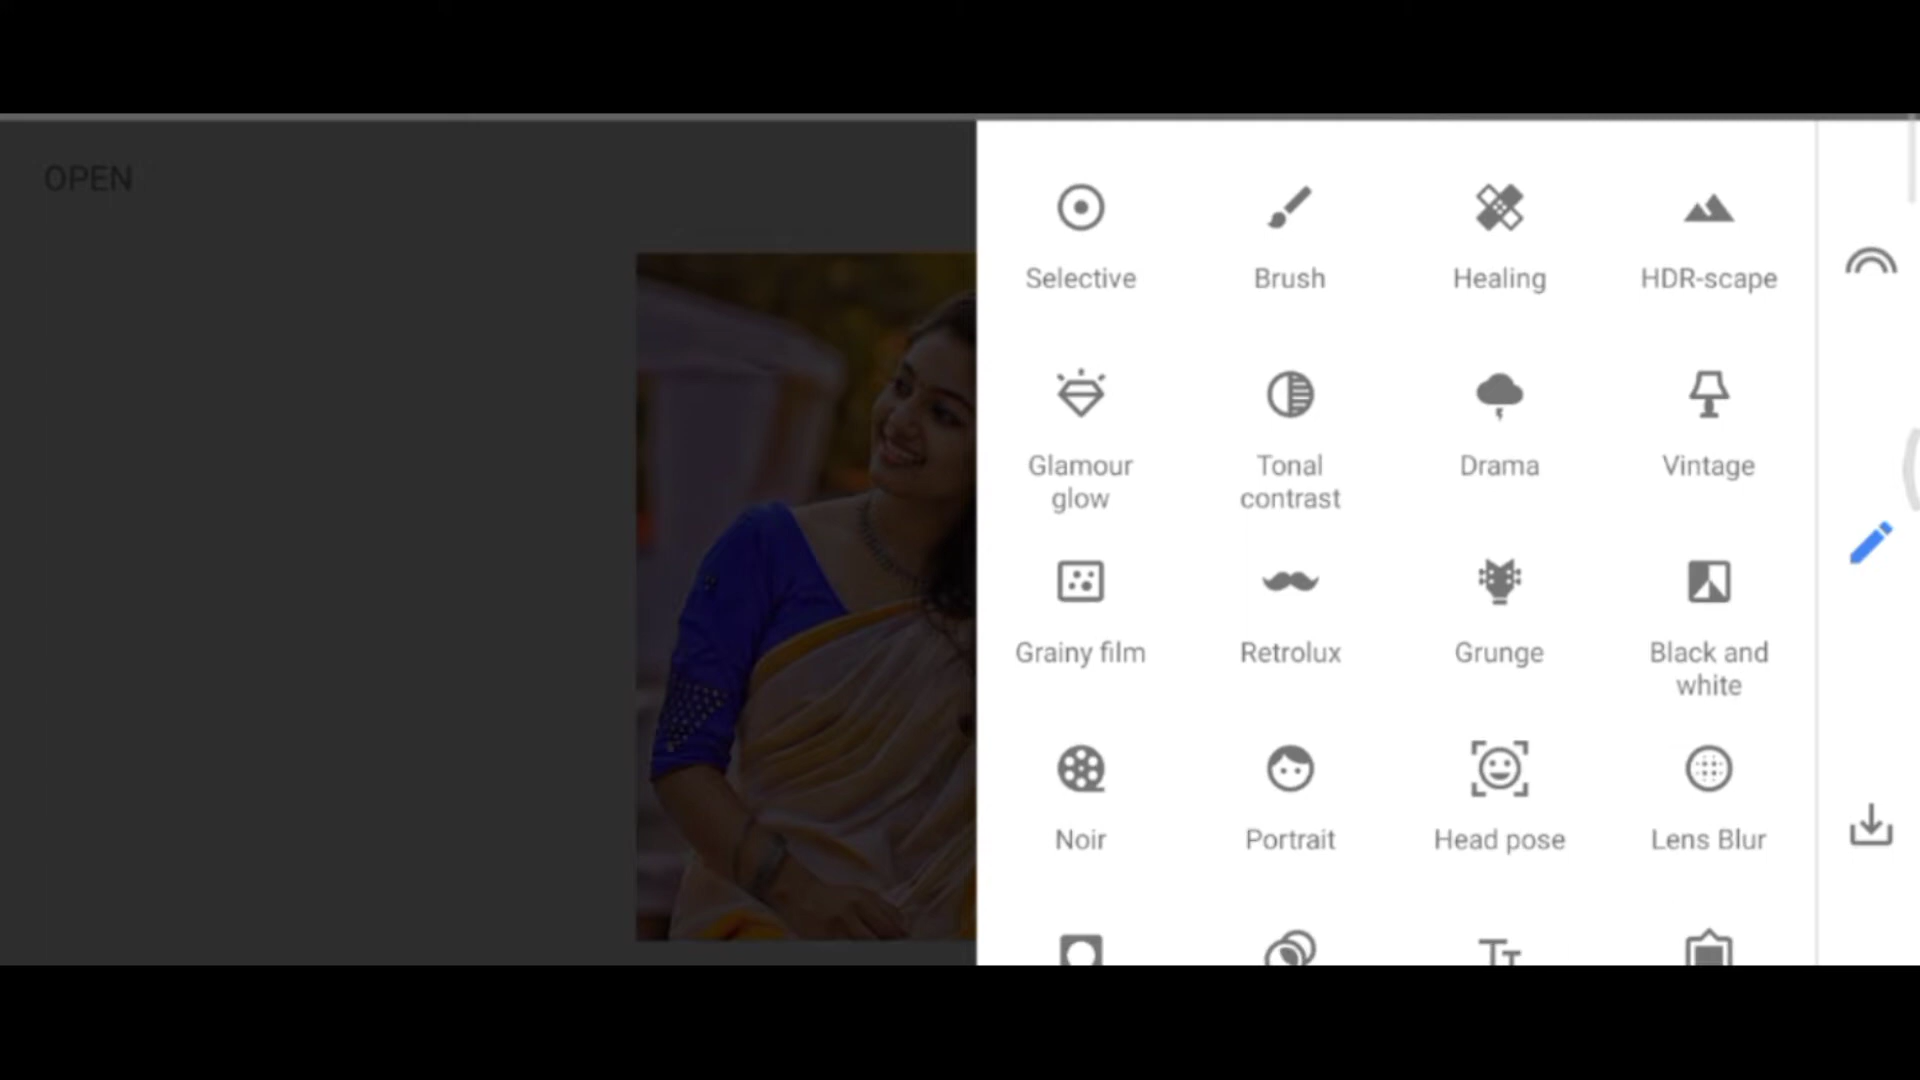 OPEN
Selective
Brush
Healing
HDR-scape
Glamour
glow
Tonal
contrast
Drama
Vintage
Grainy film
Retrolux
Grunge
Black and
white
Noir
Portrait
Head pose
Lens Blur